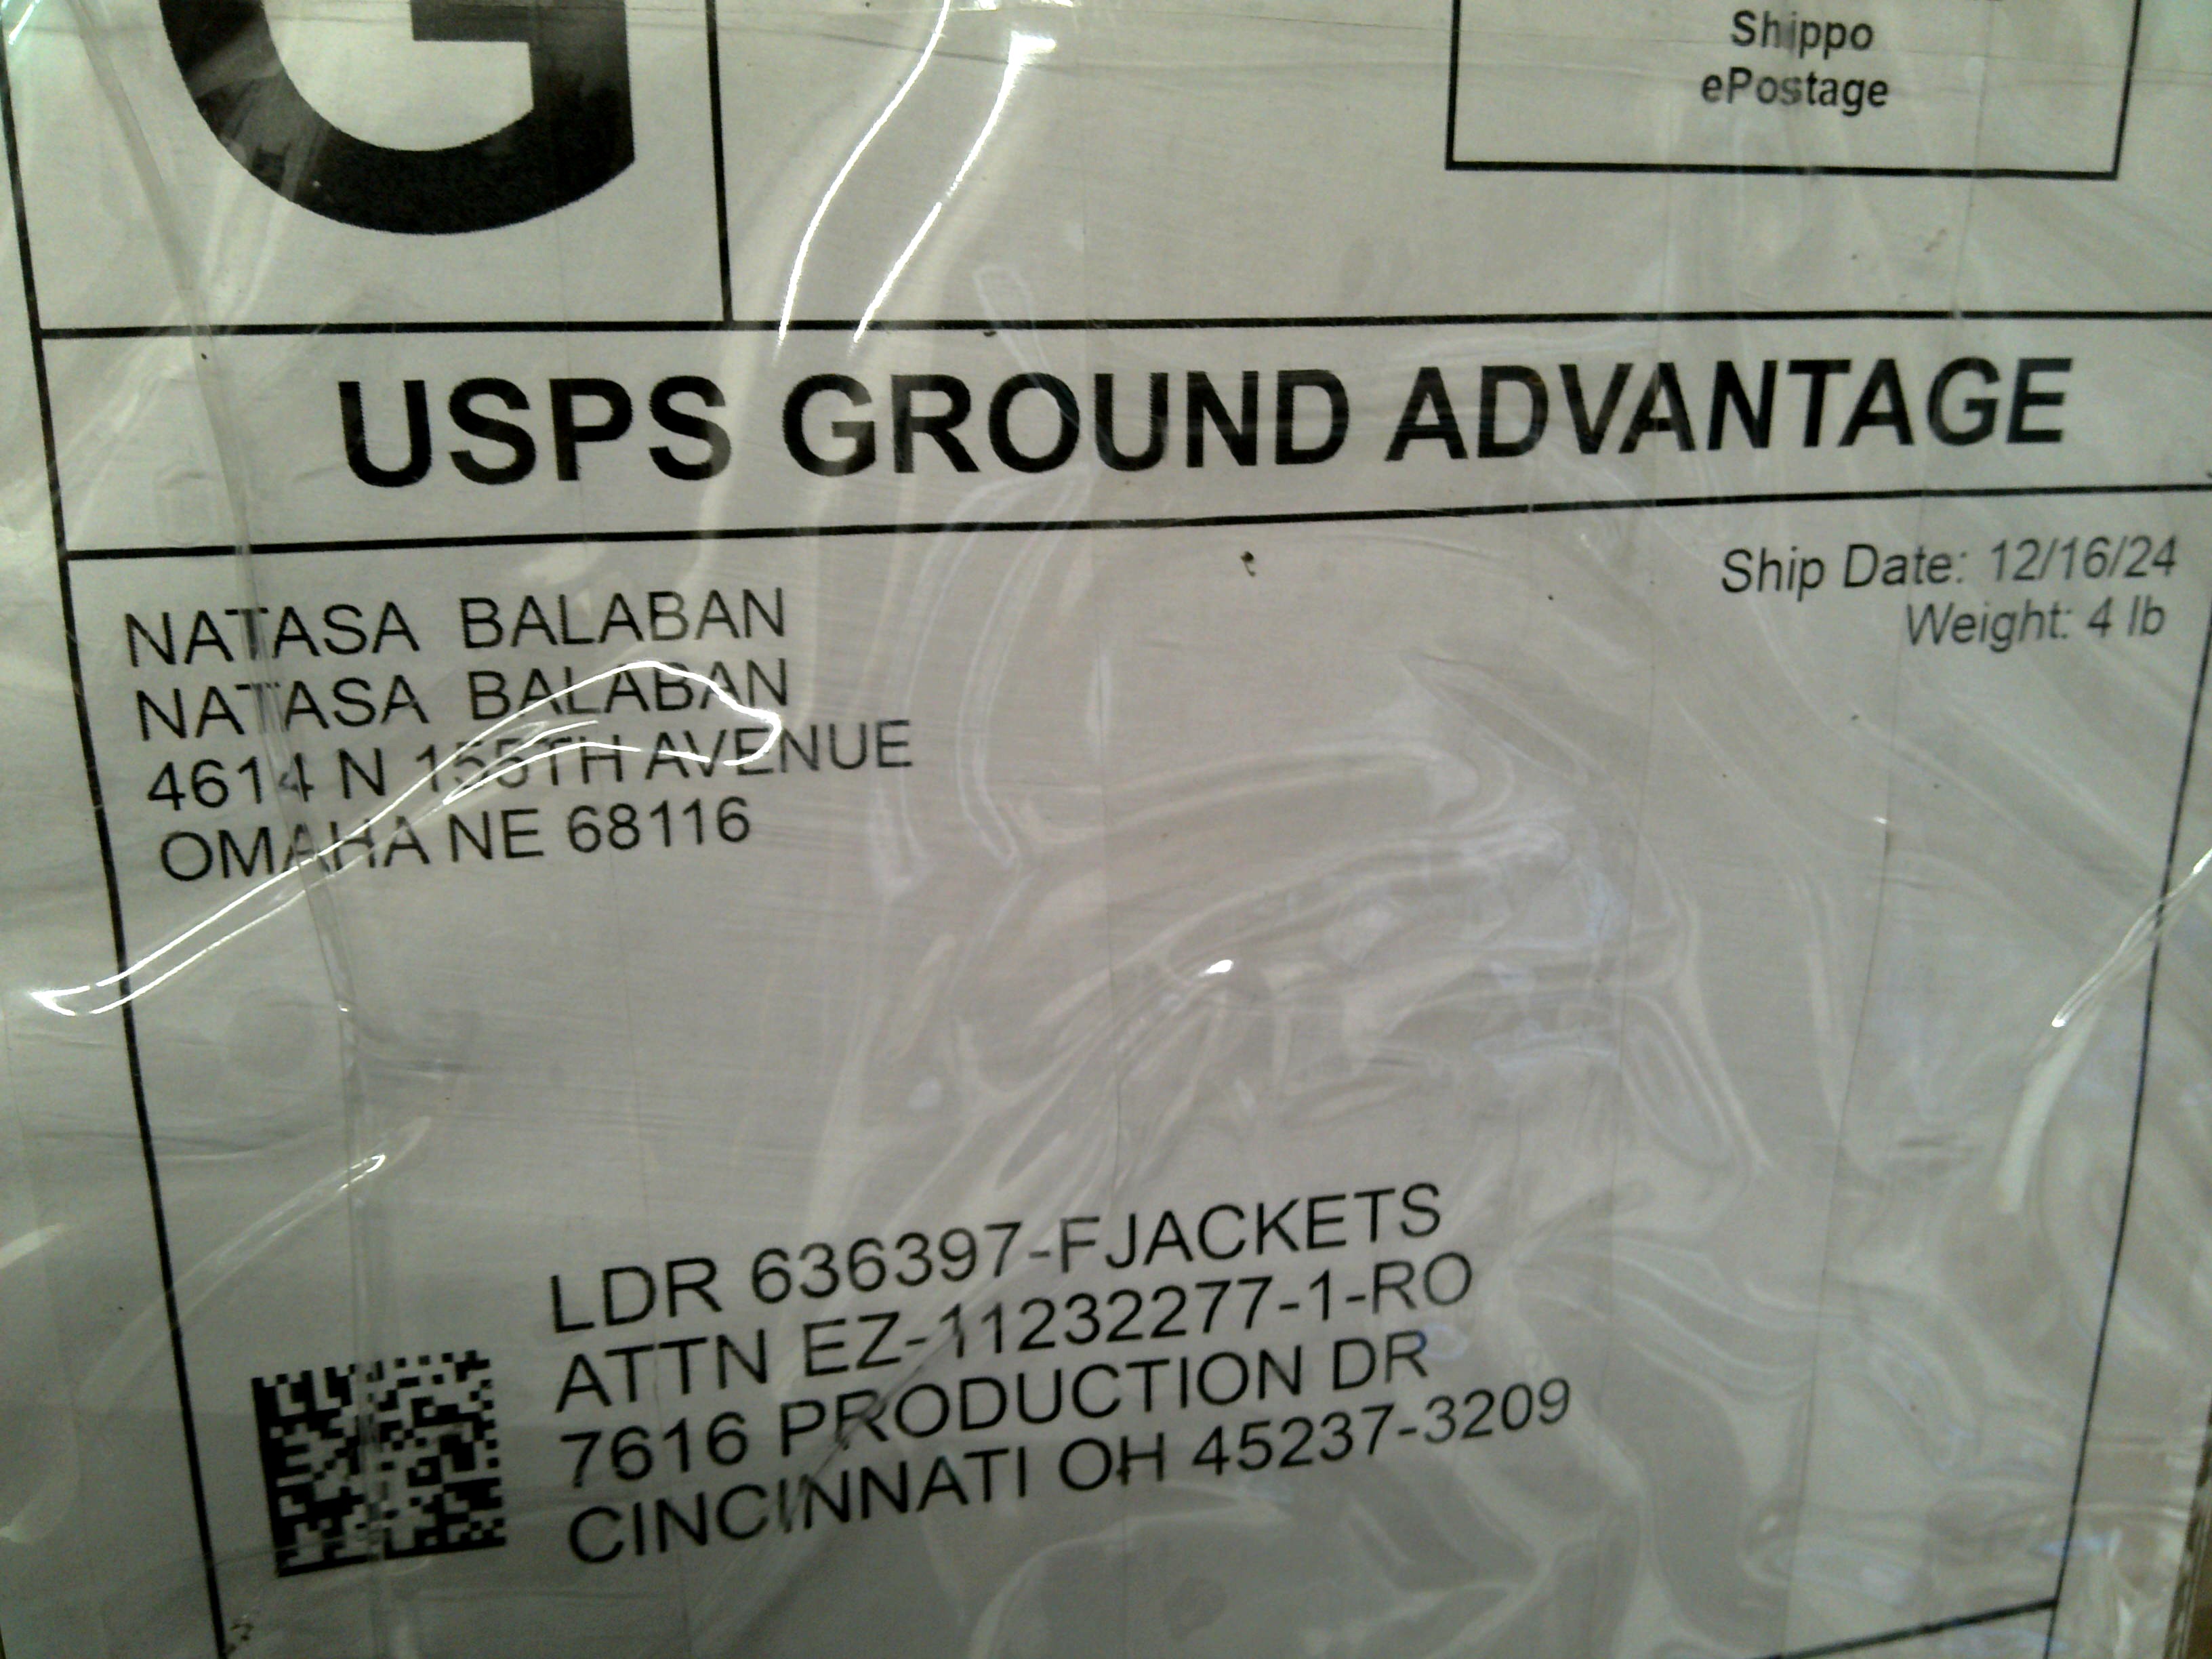 G
Shippo
ePostage
USPS GROUND ADVANTAGE
Ship Date: 12/16/24
Weight: 4 lb
NATASA BALABAN
NATASA BALABAN
4614 N 155TH AVENUE
OMAHA NE 68116
LDR 636397-FJACKETS
ATTN EZ-11232277-1-RO
7616 PRODUCTION DR
CINCINNATI OH 45237-3209